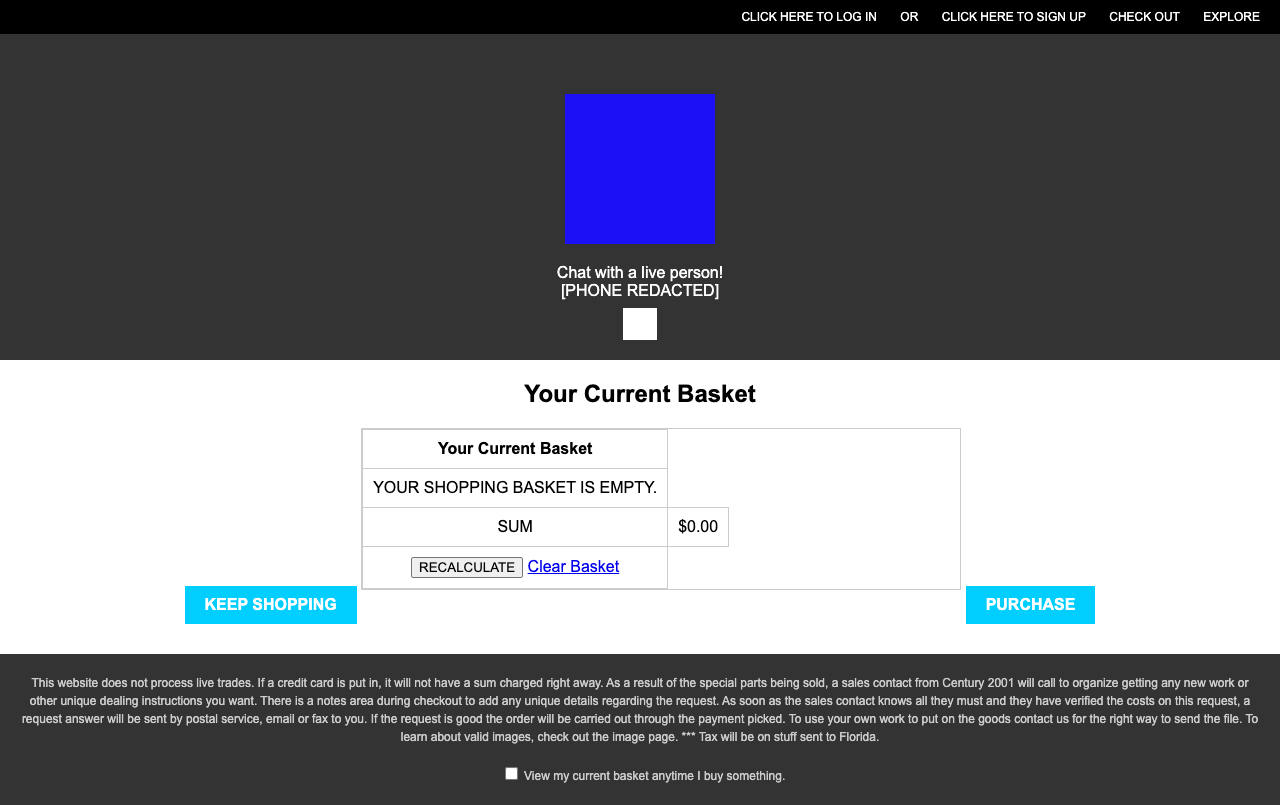 CLICK HERE TO LOG IN OR CLICK HERE TO SIGN UP CHECK OUT EXPLORE
Chat with a live person!
[PHONE REDACTED]
Your Current Basket
Your Current Basket
YOUR SHOPPING BASKET IS EMPTY.
SUM $0.00
RECALCULATE Clear Basket
KEEP SHOPPING PURCHASE
This website does not process live trades. If a credit card is put in, it will not have a sum charged right away. As a result of the special parts being sold, a sales contact from Century 2001 will call to organize getting any new work or
other unique dealing instructions you want. There is a notes area during checkout to add any unique details regarding the request. As soon as the sales contact knows all they must and they have verified the costs on this request, a
request answer will be sent by postal service, email or fax to you. If the request is good the order will be carried out through the payment picked. To use your own work to put on the goods contact us for the right way to send the file. To
learn about valid images, check out the image page. *** Tax will be on stuff sent to Florida.
View my current basket anytime I buy something.